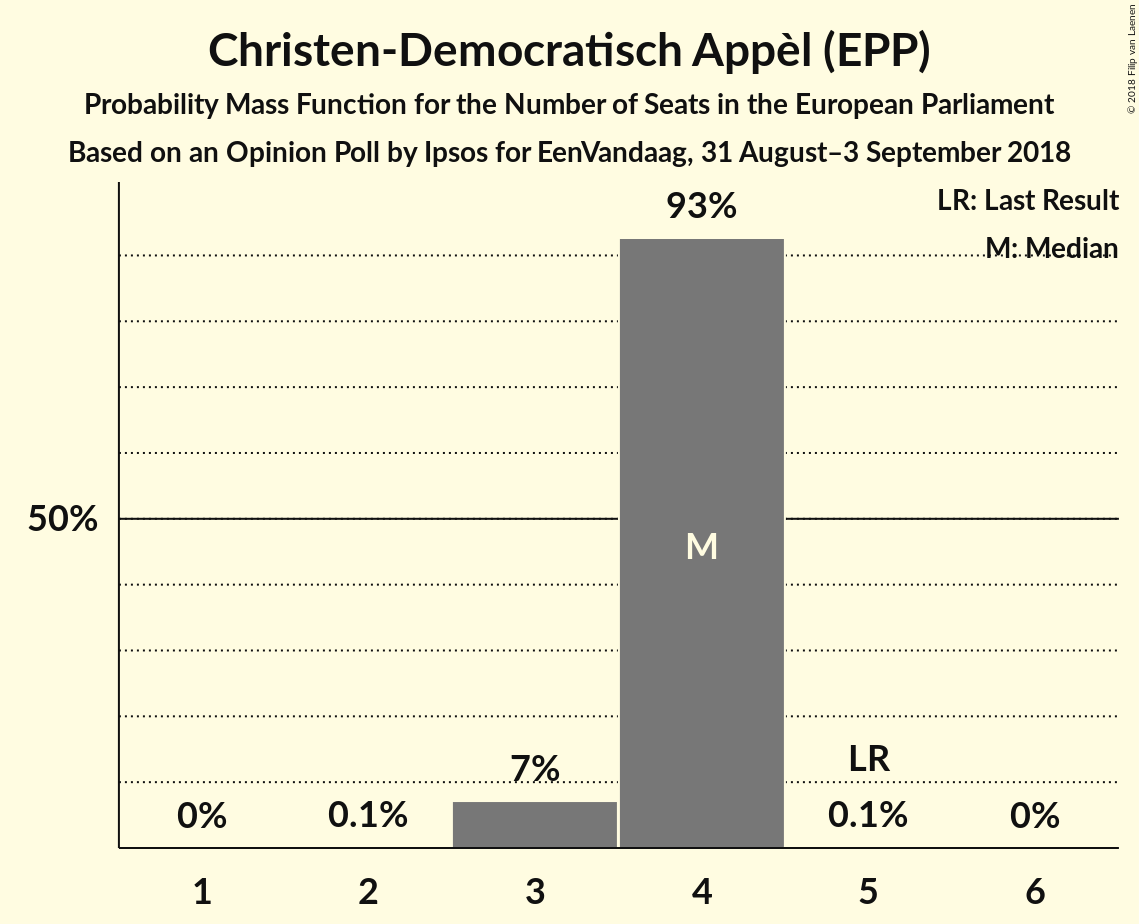 Christen-Democratisch Appèl (EPP)
Probability Mass Function for the Number of Seats in the European Parliament
Based on an Opinion Poll by Ipsos for EenVandaag, 31 August–3 September 2018
© 2018 Filip van Laenen
LR: Last Result
M: Median
93%
50%
M
7%
LR
0%
0.1%
0.1%
0%
1 2 3 4 5 6